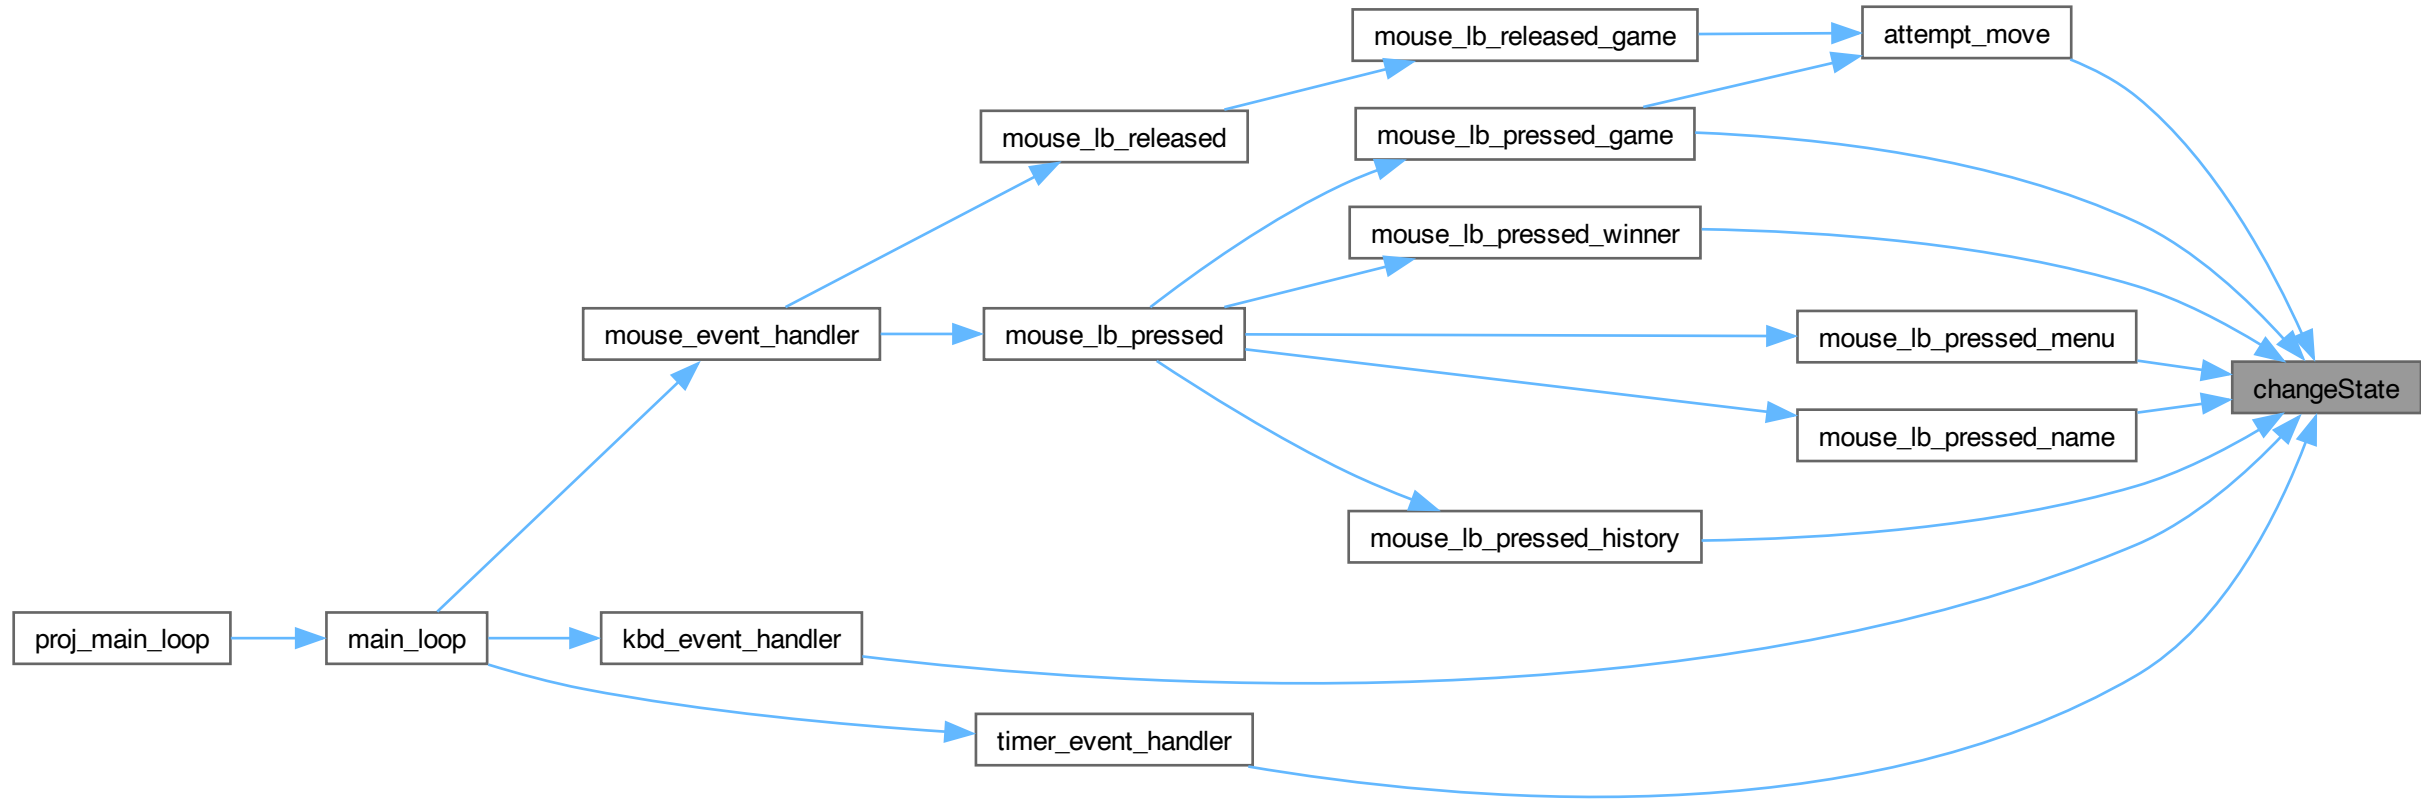 mouse_lb_released_game
attempt_move
mouse_lb_released
mouse_lb_pressed_game
mouse_lb_pressed_winner
mouse_event_handler
mouse_lb_pressed
mouse_lb_pressed_menu
changeState
mouse_lb_pressed_name
mouse_lb_pressed_history
proj_main_loop
main_loop
kbd_event_handler
timer_event_handler